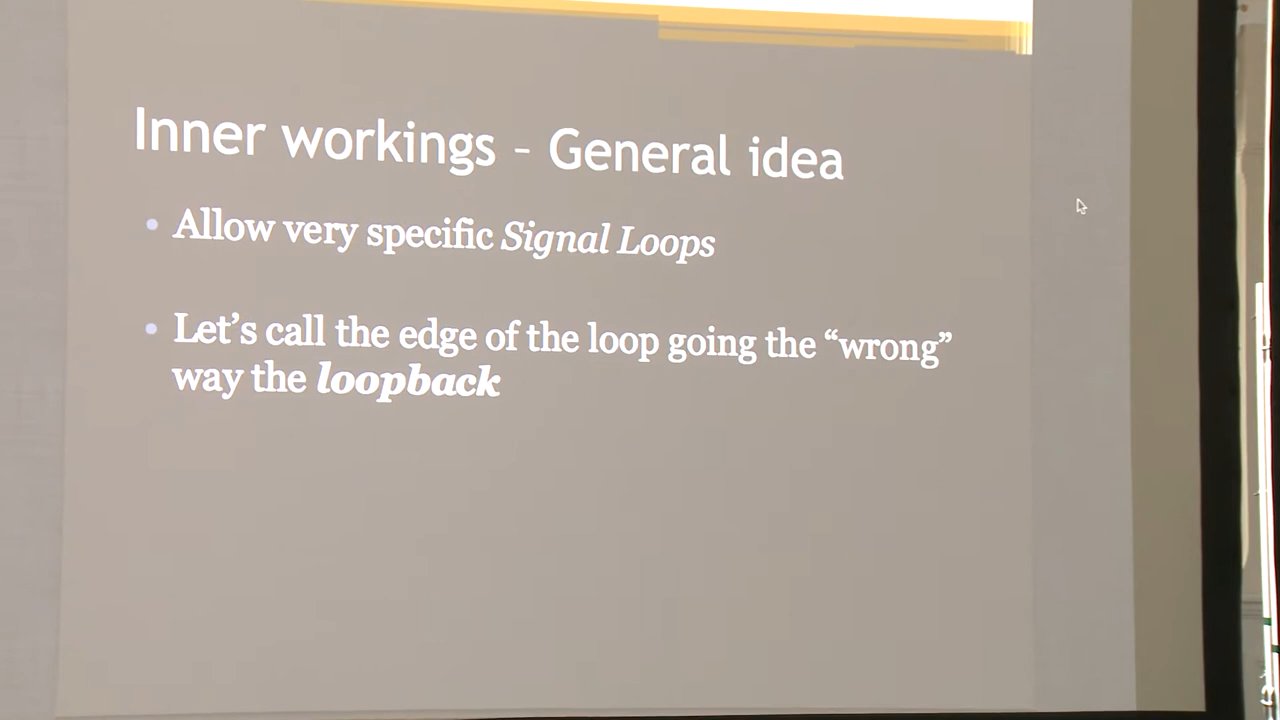 Inner workings – General idea
• Allow very specific Signal Loops
• Let’s call the edge of the loop going the “wrong”
way the loopback